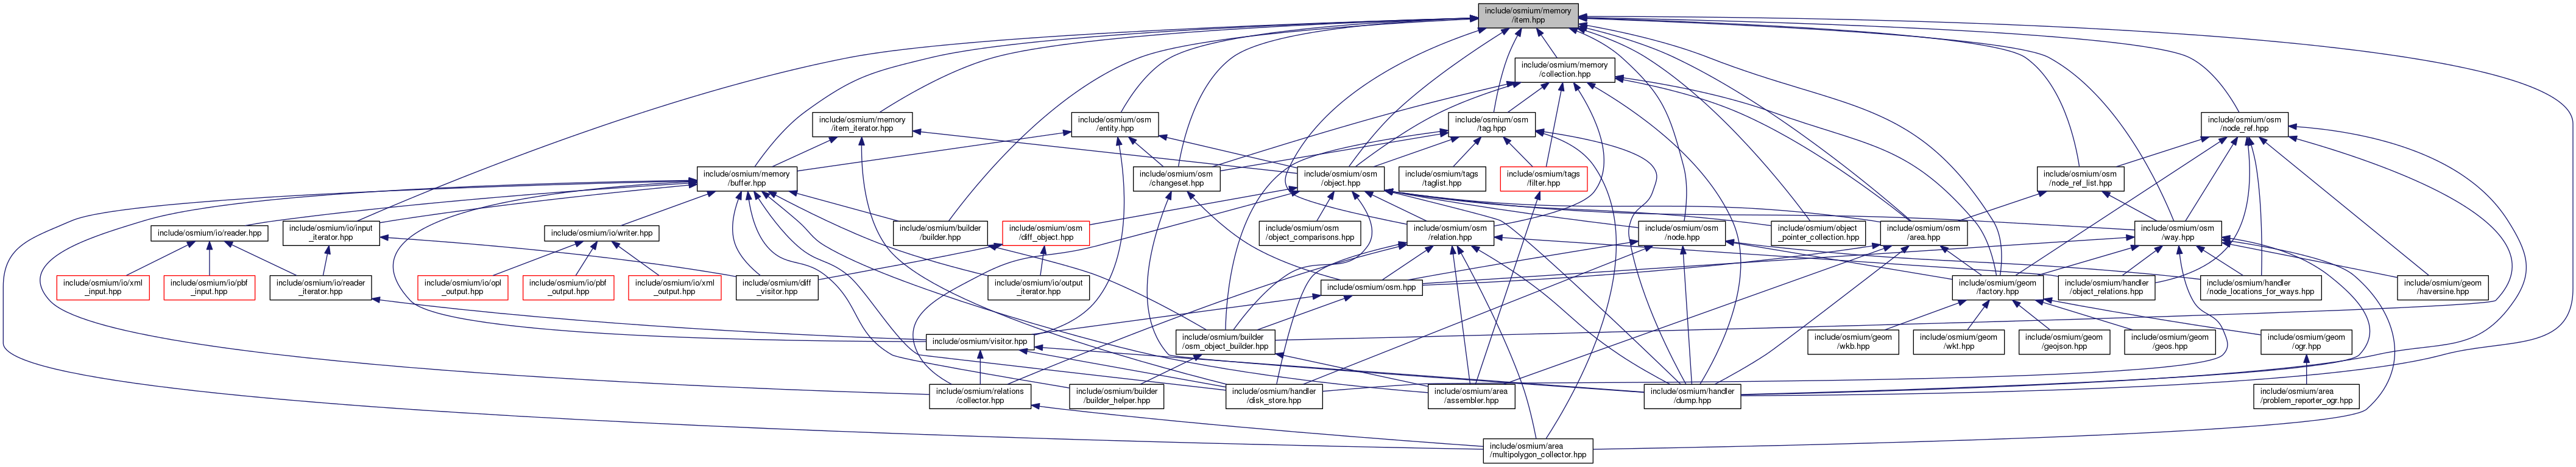 include/osmium/memory
/item.hpp
include/osmium/memory
/collection.hpp
include/osmium/memory
/item_iterator.hpp
include/osmium/osm
/entity.hpp
include/osmium/osm
/tag.hpp
include/osmium/osm
/node_ref.hpp
include/osmium/memory
/buffer.hpp
include/osmium/osm
/changeset.hpp
include/osmium/osm
/object.hpp
include/osmium/tags
/taglist.hpp
include/osmium/tags
/filter.hpp
include/osmium/osm
/node_ref_list.hpp
include/osmium/io/reader.hpp
include/osmium/io/input
_iterator.hpp
include/osmium/io/writer.hpp
include/osmium/builder
/builder.hpp
include/osmium/osm
/diff_object.hpp
include/osmium/osm
/object_comparisons.hpp
include/osmium/osm
/relation.hpp
include/osmium/osm
/node.hpp
include/osmium/object
_pointer_collection.hpp
include/osmium/osm
/area.hpp
include/osmium/osm
/way.hpp
include/osmium/io/xml
_input.hpp
include/osmium/io/pbf
_input.hpp
include/osmium/io/reader
_iterator.hpp
include/osmium/io/opl
_output.hpp
include/osmium/io/pbf
_output.hpp
include/osmium/io/xml
_output.hpp
include/osmium/diff
_visitor.hpp
include/osmium/io/output
_iterator.hpp
include/osmium/osm.hpp
include/osmium/geom
/factory.hpp
include/osmium/handler
/object_relations.hpp
include/osmium/handler
/node_locations_for_ways.hpp
include/osmium/geom
/haversine.hpp
include/osmium/visitor.hpp
include/osmium/builder
/osm_object_builder.hpp
include/osmium/geom
/wkb.hpp
include/osmium/geom
/wkt.hpp
include/osmium/geom
/geojson.hpp
include/osmium/geom
/geos.hpp
include/osmium/geom
/ogr.hpp
include/osmium/relations
/collector.hpp
include/osmium/builder
/builder_helper.hpp
include/osmium/handler
/disk_store.hpp
include/osmium/area
/assembler.hpp
include/osmium/handler
/dump.hpp
include/osmium/area
/problem_reporter_ogr.hpp
include/osmium/area
/multipolygon_collector.hpp